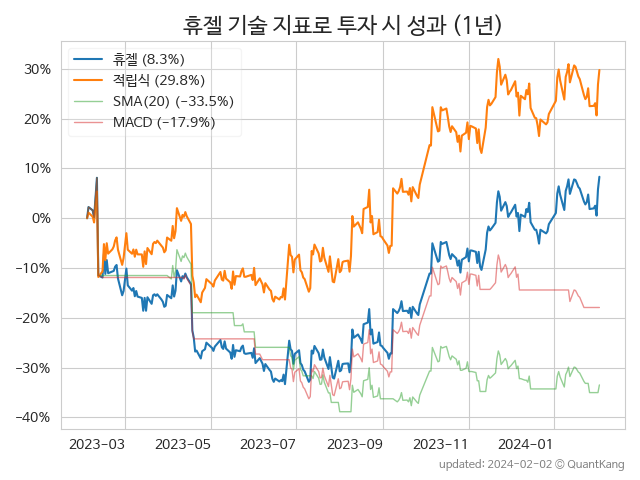 휴젤 기술 지표로 투자 시 성과 (1년)
휴젤 (8.3%)
적립식 (29.8%)
SMA(20) (−33.5%)
MACD (−17.9%)
30%
20%
10%
0%
−10%
−20%
−30%
−40%
2023-03 2023-05 2023-07 2023-09 2023-11 2024-01
updated: 2024-02-02 © QuantKang